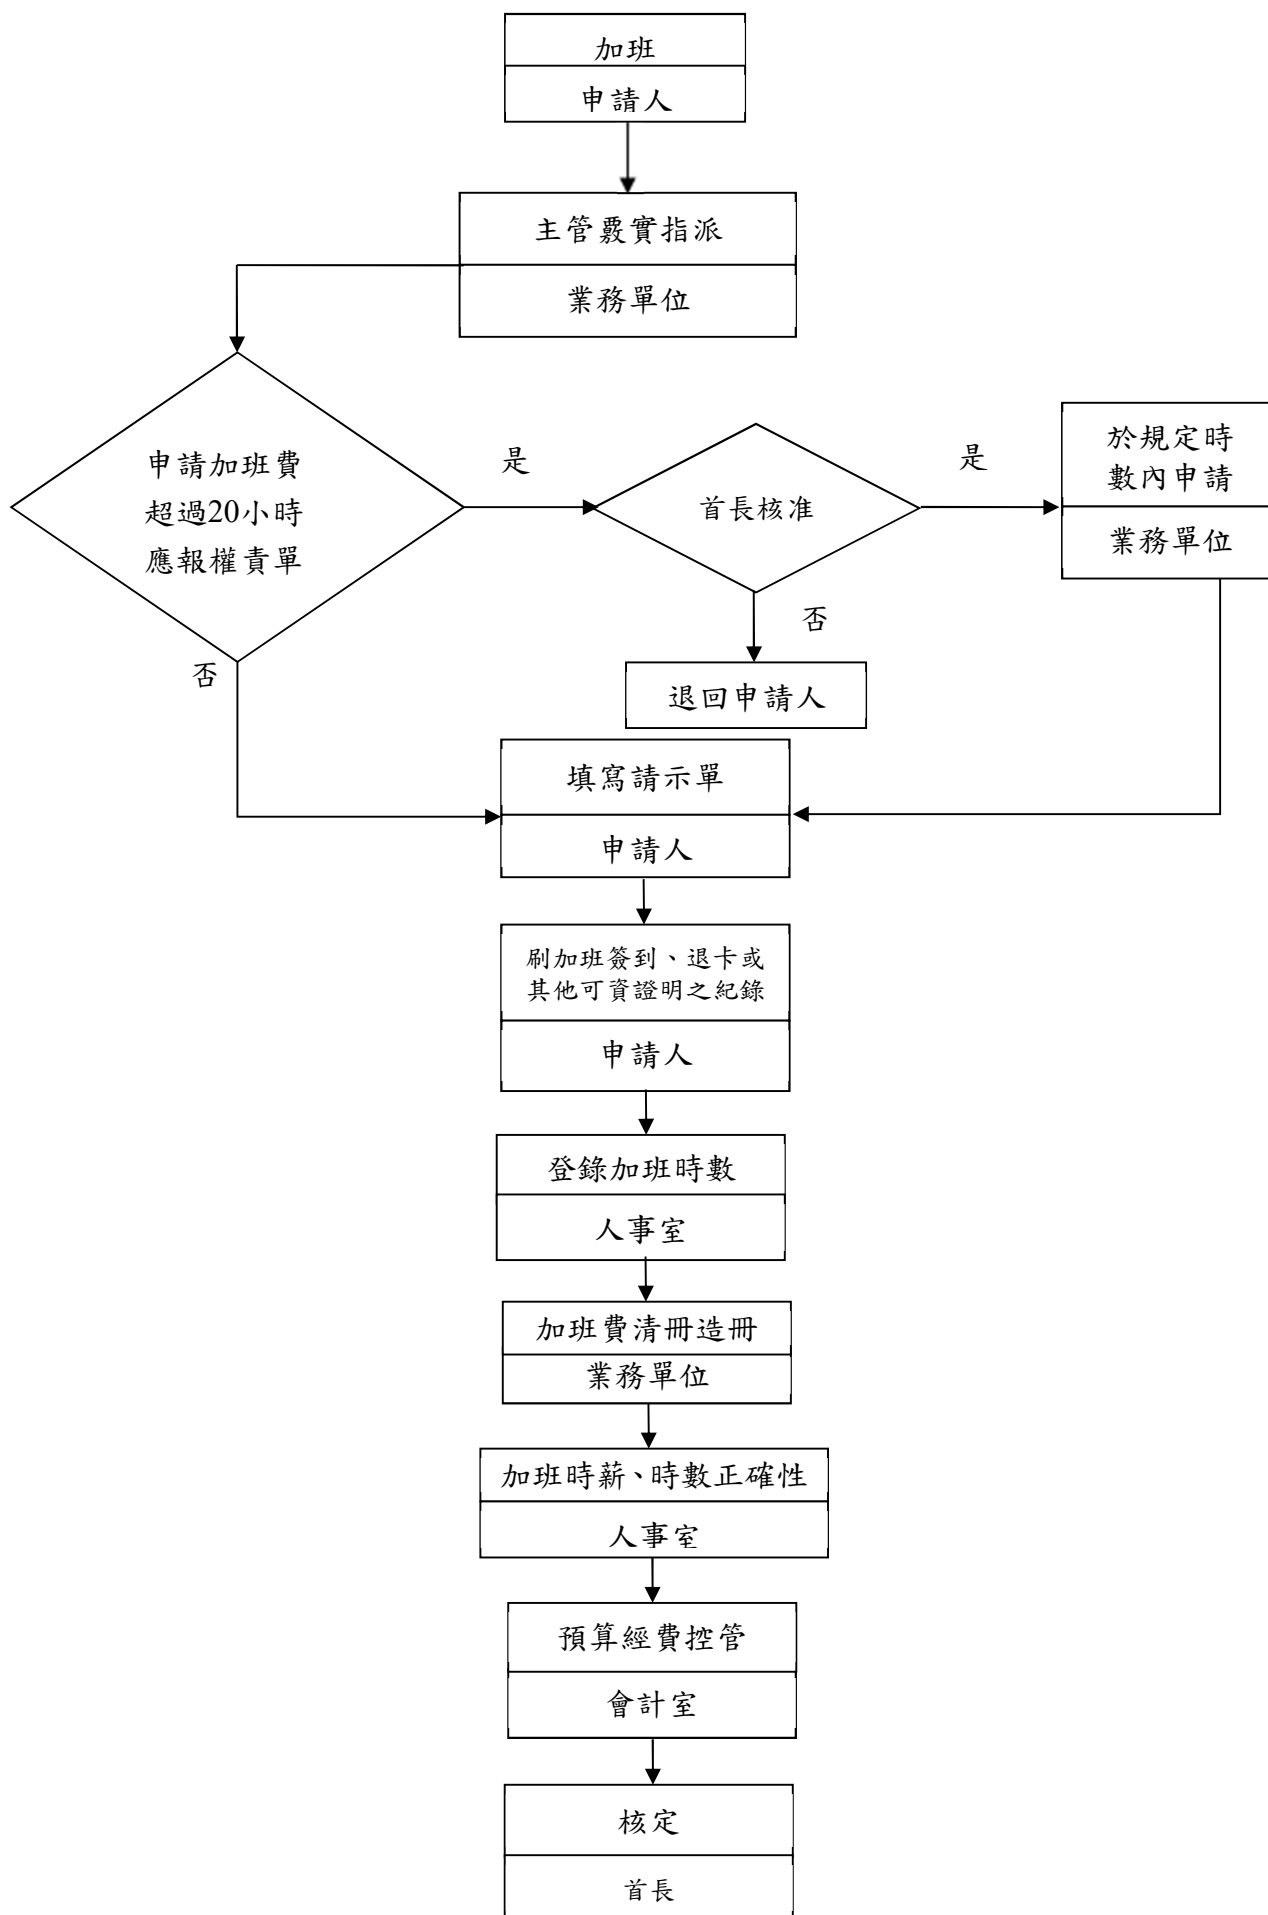 加班
申請人
主管覈實指派
業務單位
申請加班費
超過20小時
應報權責單
是
首長核准
是
於規定時
數內申請
業務單位
否
退回申請人
否
填寫請示單
申請人
刷加班簽到、退卡或
其他可資證明之紀錄
申請人
登錄加班時數
人事室
加班費清冊造冊
業務單位
加班時薪、時數正確性
人事室
預算經費控管
會計室
核定
首長